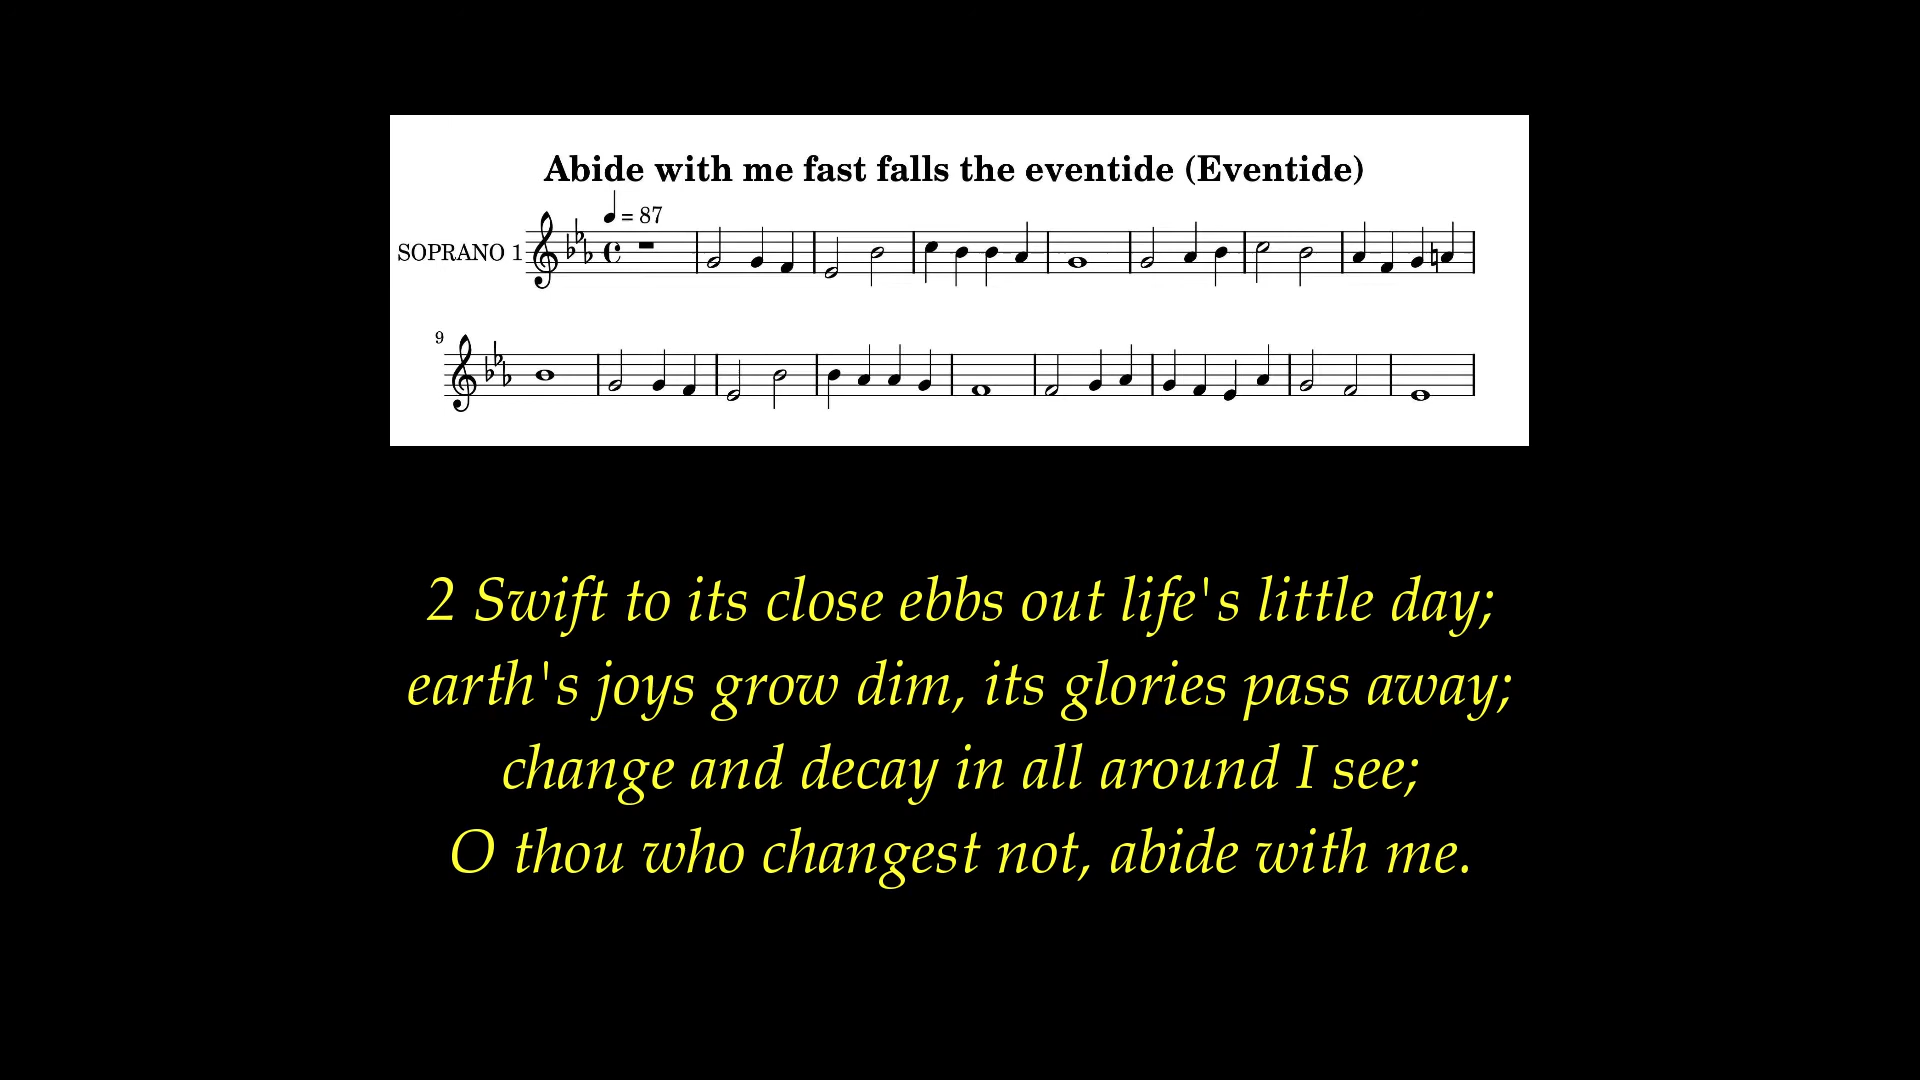 Abide with me fast falls the eventide (Eventide)
= 87
SOPRANO 1
9
2 Swift to its close ebbs out life's little day;
earth's joys grow dim, its glories pass away;
change and decay in all around I see;
O thou who changest not, abide with me.